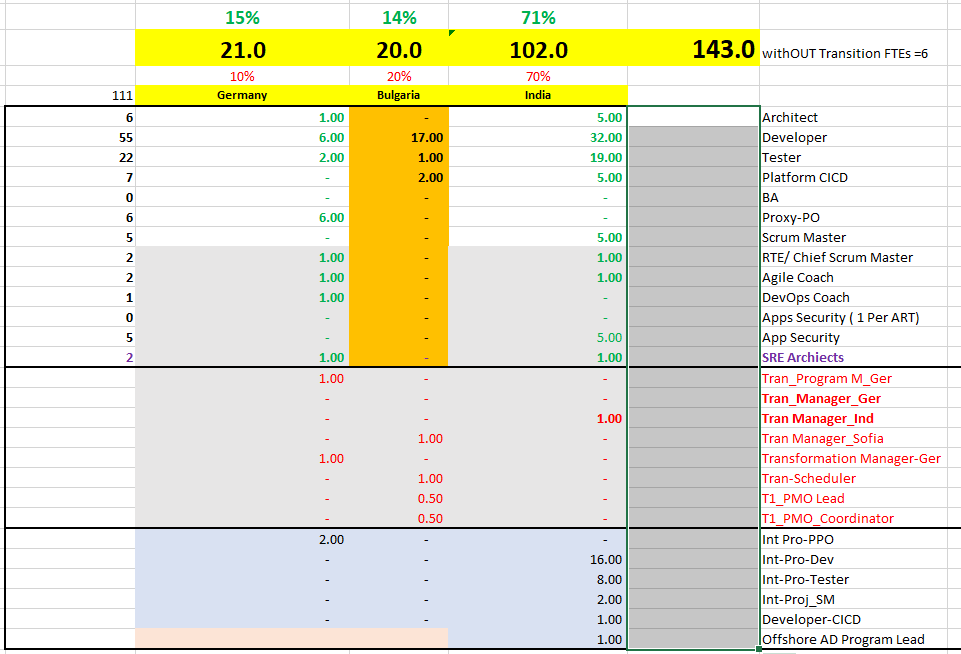 15% 14% 71%
21.0 20.0 102.0 143.0 withOUT Transition FTEs =6
10% 20% 70%
111 Germany Bulgaria India
6 1.00 - 5.00 Architect
55 6.00 17.00 32.00 Developer
22 2.00 1.00 19.00 Tester
7 - 2.00 5.00 Platform CICD
0 - - - BA
6 6.00 - - Proxy-PO
5 - - 5.00 Scrum Master
2 1.00 - 1.00 RTE/ Chief Scrum Master
2 1.00 - 1.00 Agile Coach
1 1.00 - - DevOps Coach
0 - - - Apps Security ( 1 Per ART)
5 - - 5.00 App Security
2 1.00 - 1.00 SRE Archiects
1.00 - - Tran_Program M_Ger
- - - Tran_Manager_Ger
- - 1.00 Tran Manager_Ind
- 1.00 - Tran Manager_Sofia
1.00 - - Transformation Manager-Ger
- 1.00 - Tran-Scheduler
- 0.50 - T1_PMO Lead
- 0.50 - T1_PMO_Coordinator
2.00 - - Int Pro-PPO
- - 16.00 Int-Pro-Dev
- - 8.00 Int-Pro-Tester
- - 2.00 Int-Proj_SM
- - 1.00 Developer-CICD
1.00 Offshore AD Program Lead